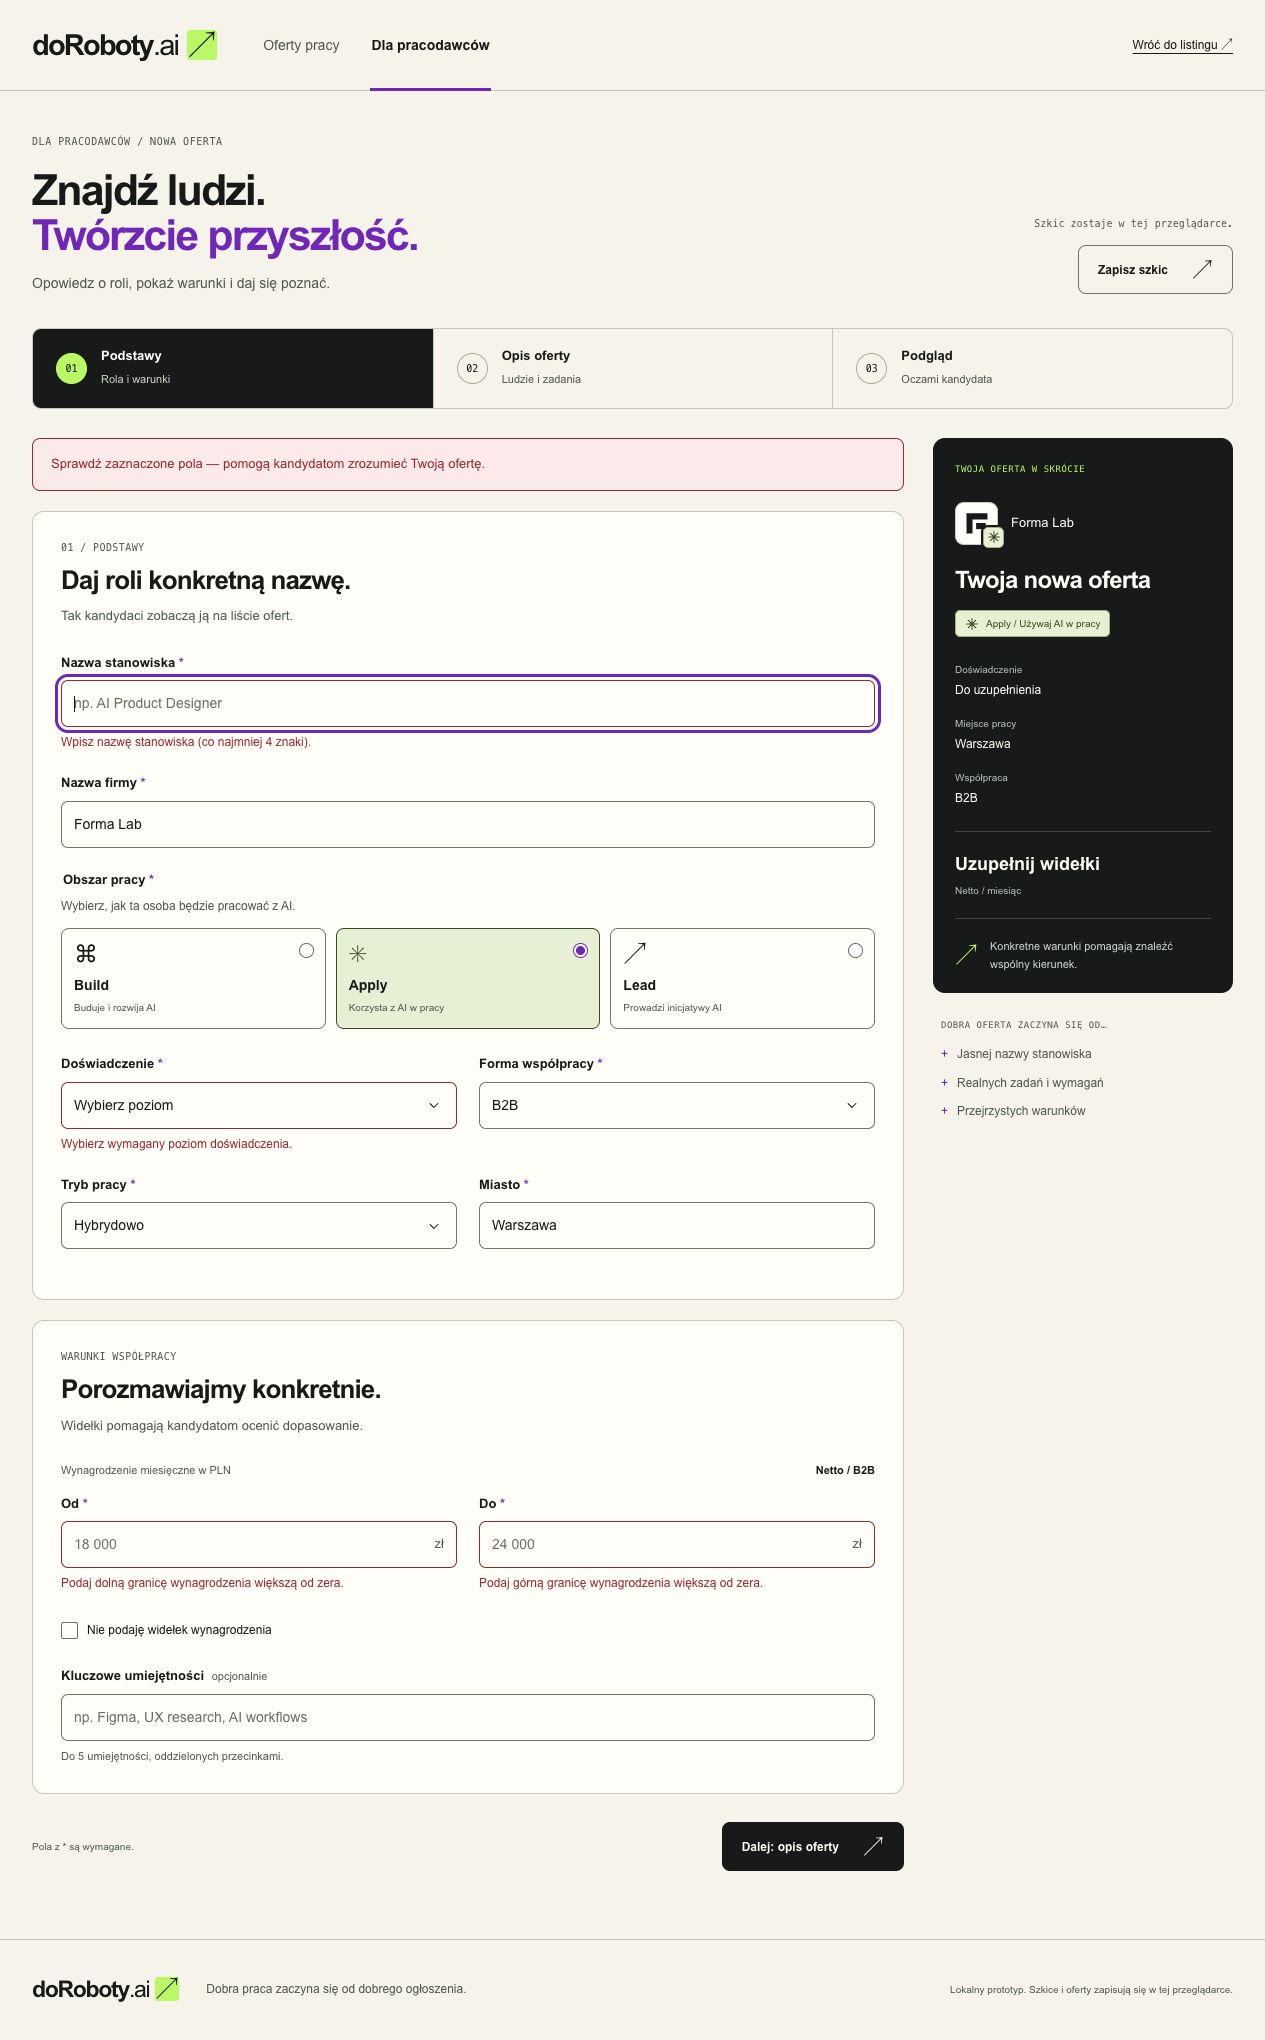 doRoboty.ai
Oferty pracy
Dla pracodawców
Wróć do listingu
DLA PRACODAWCÓW / NOWA OFERTA
Znajdź ludzi.
Twórzcie przyszłość.
Opowiedz o roli, pokaż warunki i daj się poznać.
Szkic zostaje w tej przeglądarce.
Zapisz szkic
01
Podstawy
Rola i warunki
02
Opis oferty
Ludzie i zadania
03
Podgląd
Oczami kandydata
Sprawdź zaznaczone pola — pomogą kandydatom zrozumieć Twoją ofertę.
01 / PODSTAWY
Daj roli konkretną nazwę.
Tak kandydaci zobaczą ją na liście ofert.
Nazwa stanowiska *
np. AI Product Designer
Wpisz nazwę stanowiska (co najmniej 4 znaki).
Nazwa firmy *
Forma Lab
Obszar pracy *
Wybierz, jak ta osoba będzie pracować z AI.
Build
Buduje i rozwija AI
Apply
Korzysta z AI w pracy
Lead
Prowadzi inicjatywy AI
Doświadczenie *
Wybierz poziom
Wybierz wymagany poziom doświadczenia.
Forma współpracy *
B2B
Tryb pracy *
Hybrydowo
Miasto *
Warszawa
WARUNKI WSPÓŁPRACY
Porozmawiajmy konkretnie.
Widełki pomagają kandydatom ocenić dopasowanie.
Wynagrodzenie miesięczne w PLN
Netto / B2B
Od *
18 000 zł
Podaj dolną granicę wynagrodzenia większą od zera.
Do *
24 000 zł
Podaj górną granicę wynagrodzenia większą od zera.
Nie podaję widełek wynagrodzenia
Kluczowe umiejętności opcjonalnie
np. Figma, UX research, AI workflows
Do 5 umiejętności, oddzielonych przecinkami.
Pola z * są wymagane.
Dalej: opis oferty
TWOJA OFERTA W SKRÓCIE
Forma Lab
Twoja nowa oferta
Apply / Używaj AI w pracy
Doświadczenie
Do uzupełnienia
Miejsce pracy
Warszawa
Współpraca
B2B
Uzupełnij widełki
Netto / miesiąc
Konkretne warunki pomagają znaleźć
wspólny kierunek.
DOBRA OFERTA ZACZYNA SIĘ OD…
+ Jasnej nazwy stanowiska
+ Realnych zadań i wymagań
+ Przejrzystych warunków
doRoboty.ai
Dobra praca zaczyna się od dobrego ogłoszenia.
Lokalny prototyp. Szkice i oferty zapisują się w tej przeglądarce.